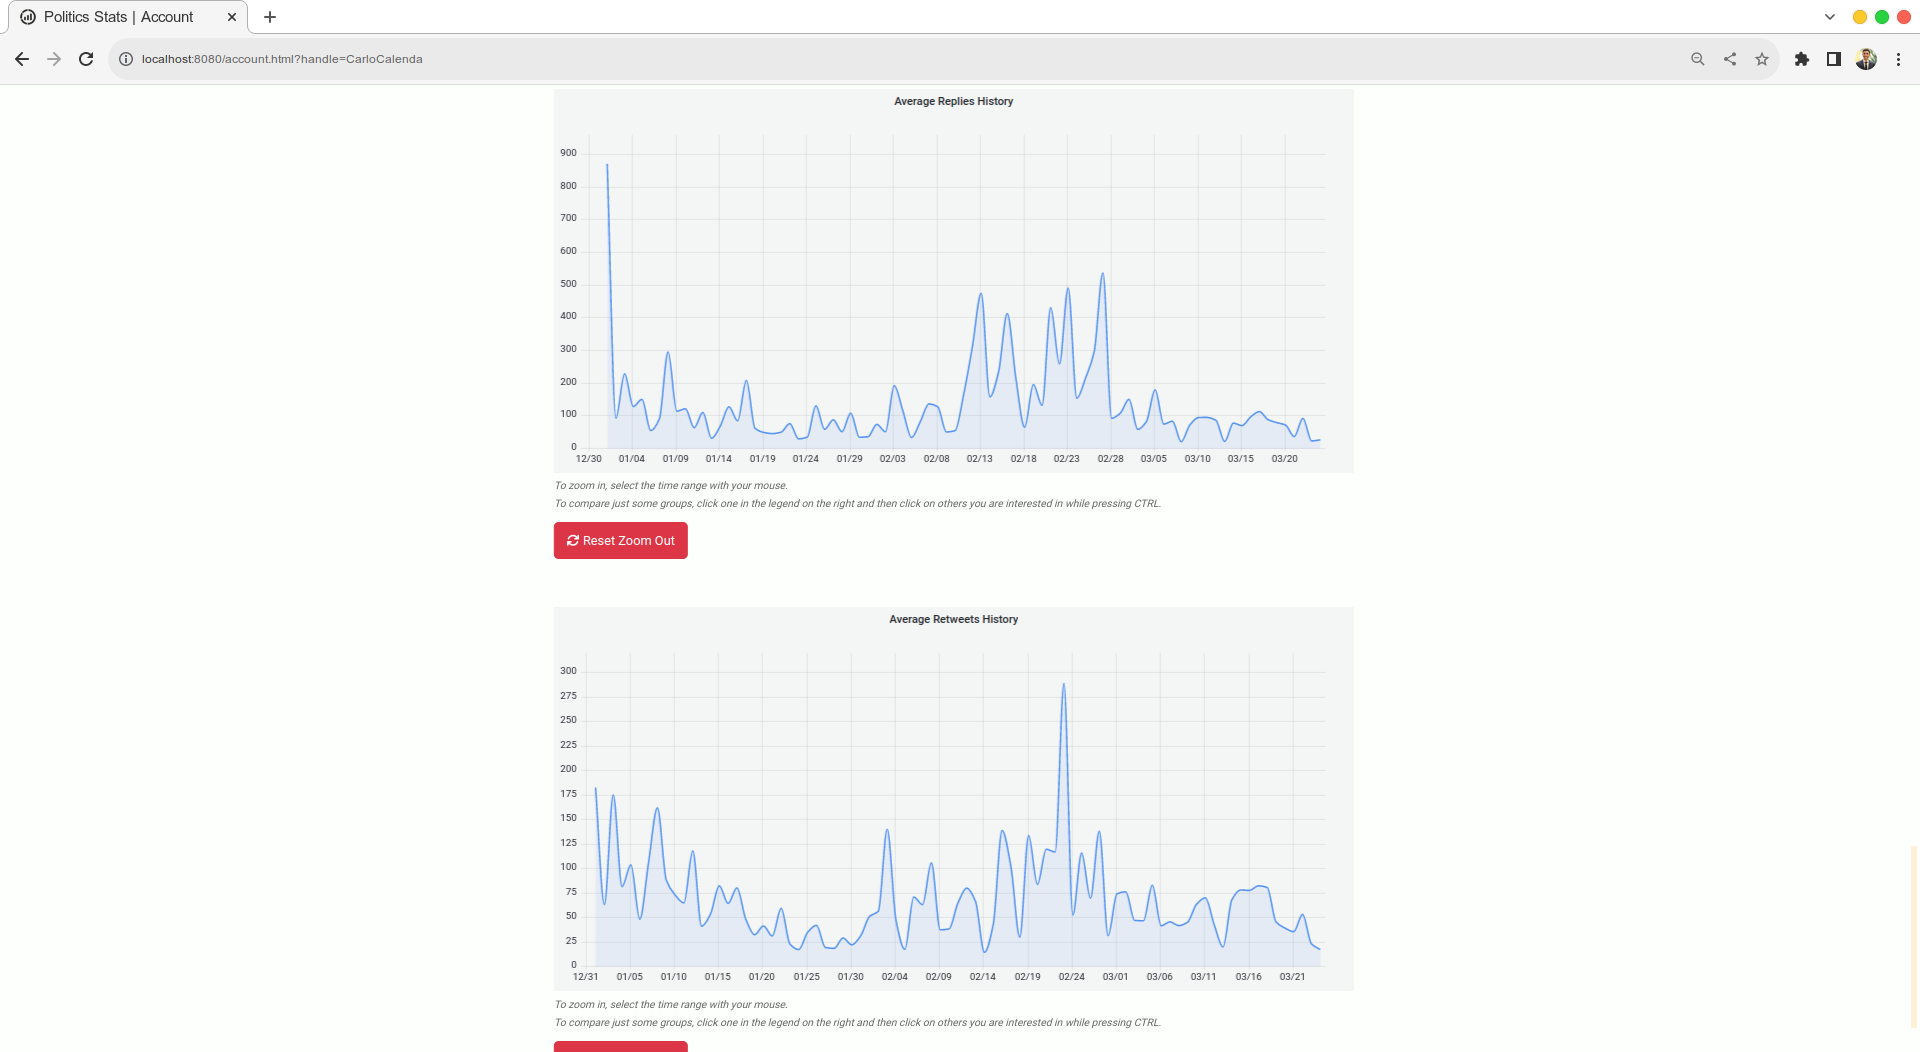 Politics Stats | Account
localhost:8080/account.html?handle=CarloCalenda
Average Replies History
900
800
700
600
500
400
300
200
100
0
12/30 01/04 01/09 01/14 01/19 01/24 01/29 02/03 02/08 02/13 02/18 02/23 02/28 03/05 03/10 03/15 03/20
To zoom in, select the time range with your mouse.
To compare just some groups, click one in the legend on the right and then click on others you are interested in while pressing CTRL.
Reset Zoom Out
Average Retweets History
300
275
250
225
200
175
150
125
100
75
50
25
0
12/31 01/05 01/10 01/15 01/20 01/25 01/30 02/04 02/09 02/14 02/19 02/24 03/01 03/06 03/11 03/16 03/21
To zoom in, select the time range with your mouse.
To compare just some groups, click one in the legend on the right and then click on others you are interested in while pressing CTRL.